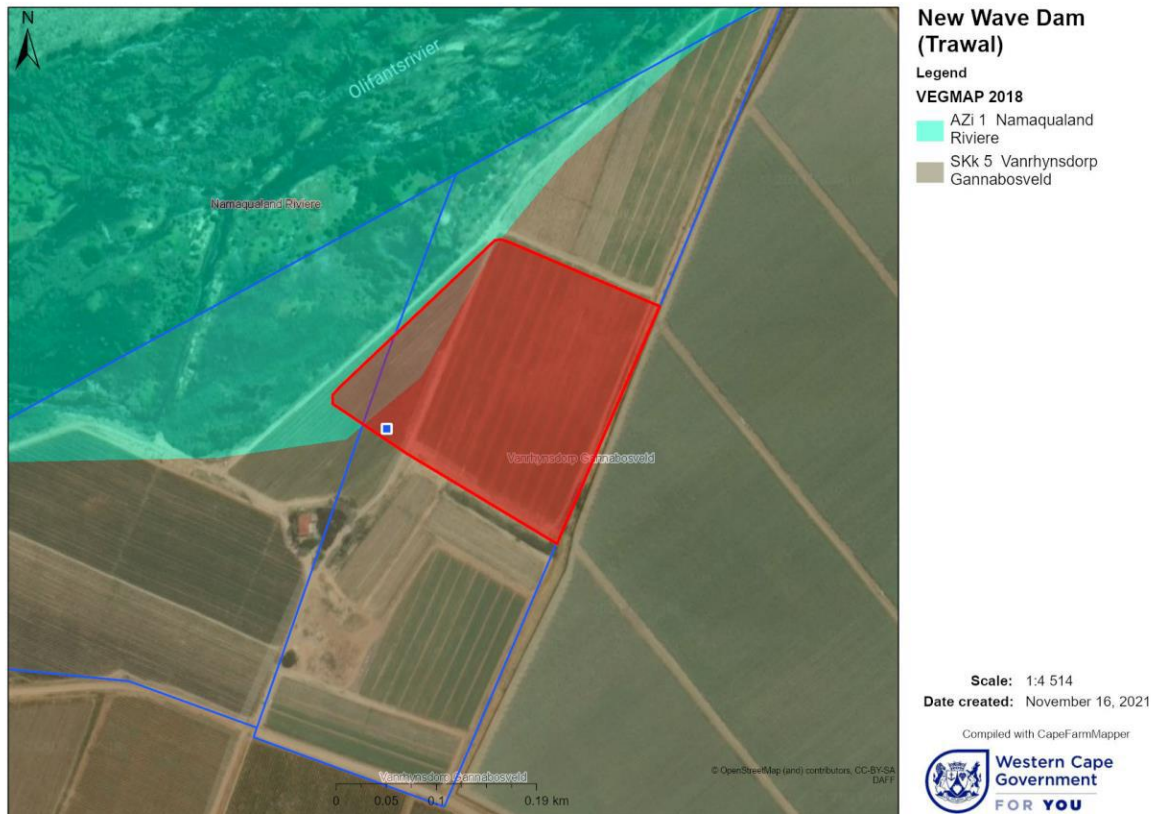 N
Olifantsrivier
Namaqualand Riviere
Vanrhynsdorp Gannabosveld
Vanrhynsdorp Gannabosveld
0 0.05 0.1 0.19 km
© OpenStreetMap (and) contributors, CC-BY-SA
DAFF
New Wave Dam
(Trawal)
Legend
VEGMAP 2018
AZi 1 Namaqualand
Riviere
SKk 5 Vanrhynsdorp
Gannabosveld
Scale: 1:4 514
Date created: November 16, 2021
Compiled with CapeFarmMapper
Western Cape
Government
FOR YOU